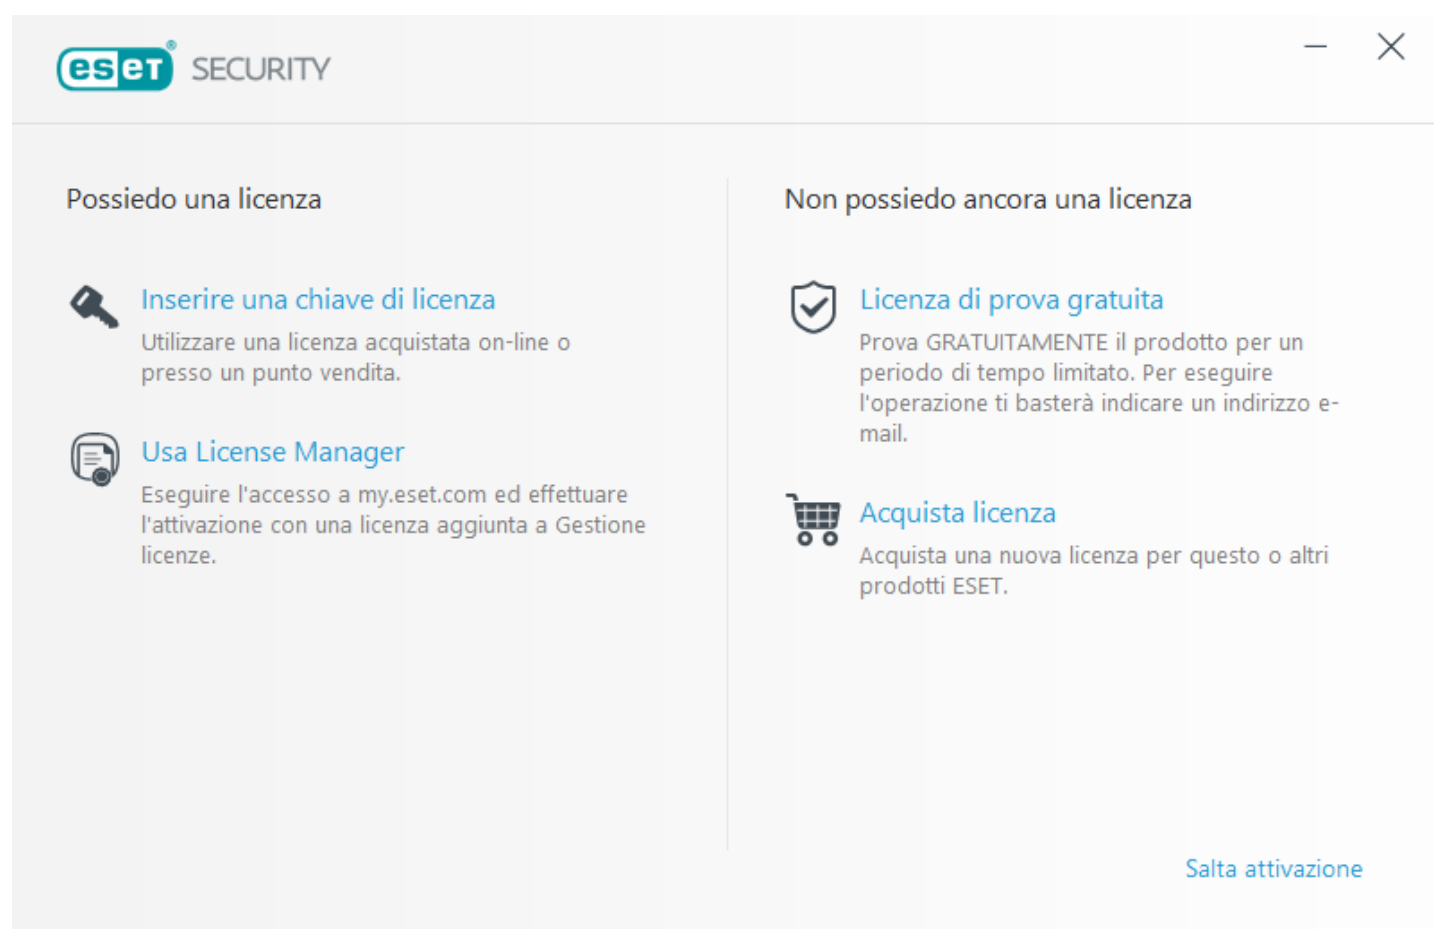 eset® SECURITY
Possiedo una licenza
Inserire una chiave di licenza
Utilizzare una licenza acquistata on-line o
presso un punto vendita.
Usa License Manager
Eseguire l'accesso a my.eset.com ed effettuare
l'attivazione con una licenza aggiunta a Gestione
licenze.
Non possiedo ancora una licenza
Licenza di prova gratuita
Prova GRATUITAMENTE il prodotto per un
periodo di tempo limitato. Per eseguire
l'operazione ti basterà indicare un indirizzo e-
mail.
Acquista licenza
Acquista una nuova licenza per questo o altri
prodotti ESET.
Salta attivazione